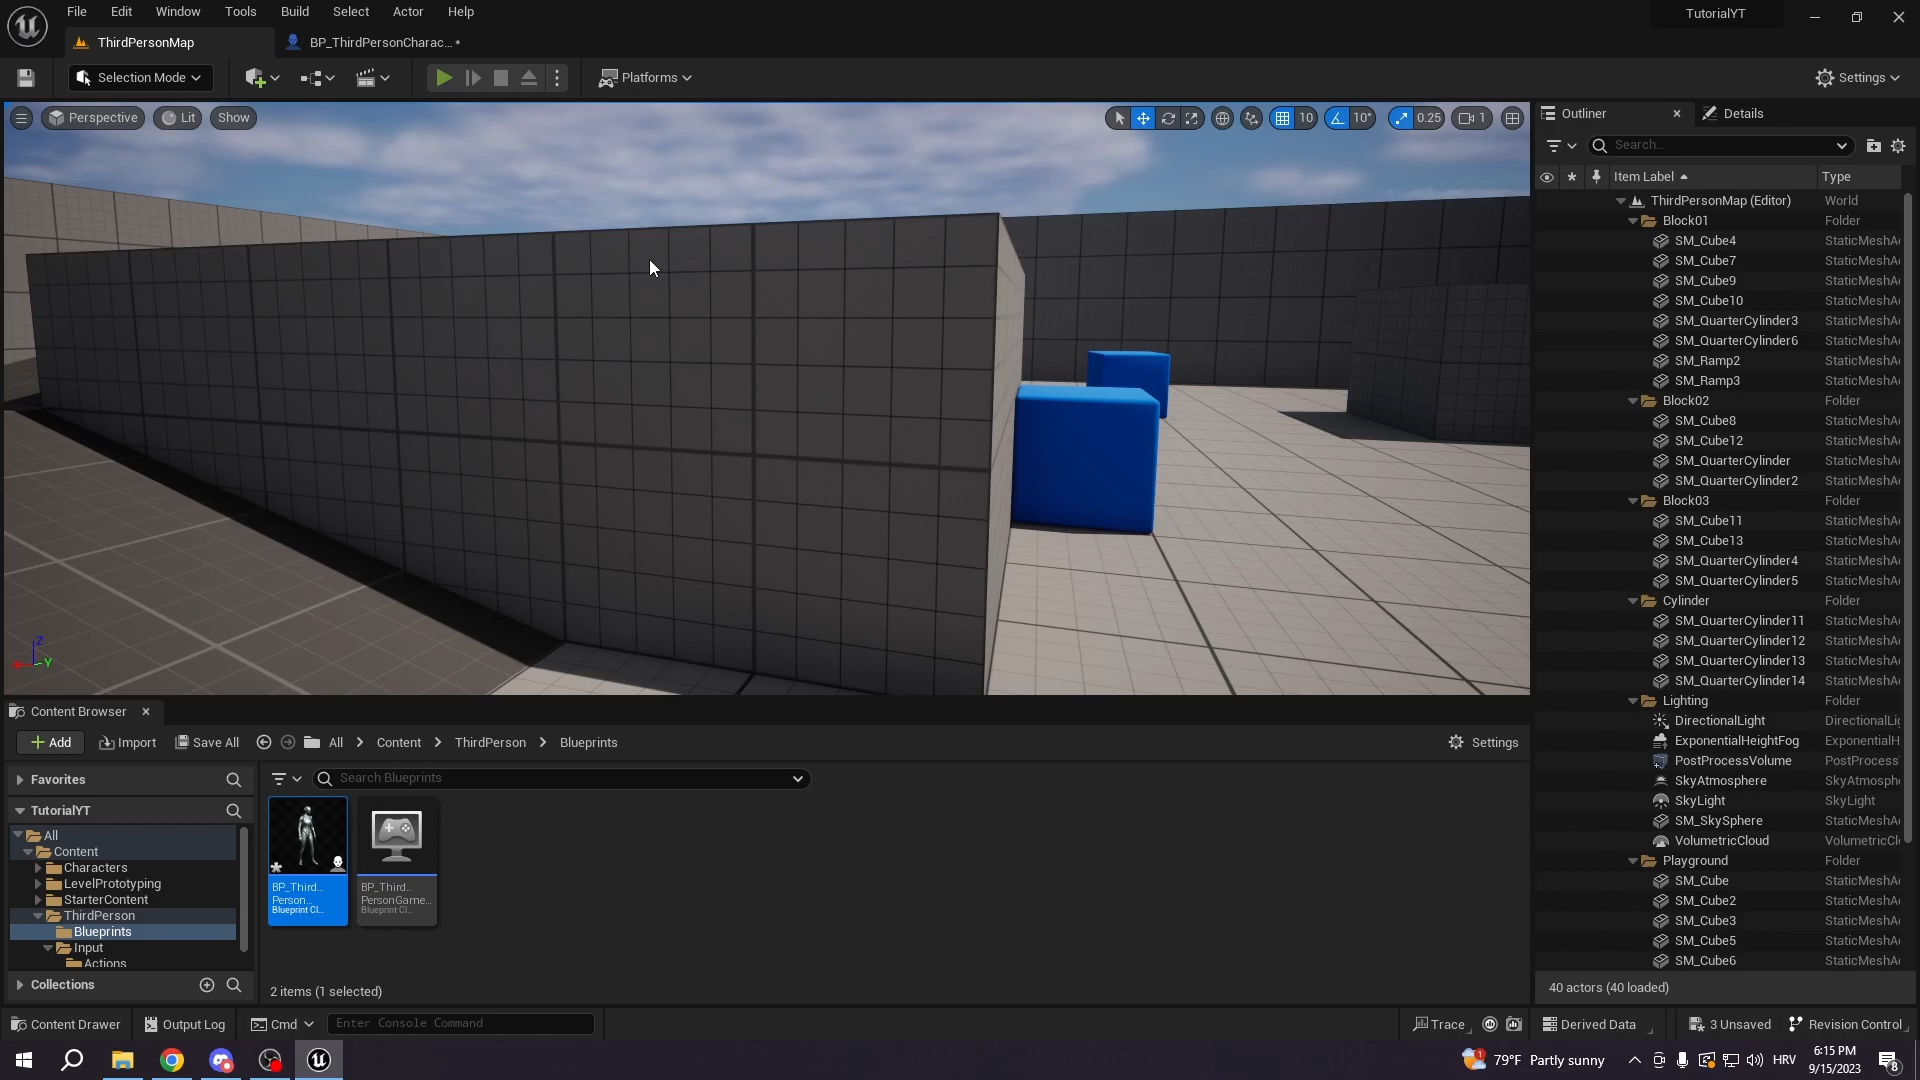 File Edit Window Tools Build Select Actor Help
TutorialYT
ThirdPersonMap
BP_ThirdPersonCharac... *
Selection Mode
Platforms
Settings
Perspective
Lit
Show
10
10°
0.25
1
Outliner
Details
Search...
Item Label
Type
ThirdPersonMap (Editor) World
Block01 Folder
SM_Cube4 StaticMeshA
SM_Cube7 StaticMeshA
SM_Cube9 StaticMeshA
SM_Cube10 StaticMeshA
SM_QuarterCylinder3 StaticMeshA
SM_QuarterCylinder6 StaticMeshA
SM_Ramp2 StaticMeshA
SM_Ramp3 StaticMeshA
Block02 Folder
SM_Cube8 StaticMeshA
SM_Cube12 StaticMeshA
SM_QuarterCylinder StaticMeshA
SM_QuarterCylinder2 StaticMeshA
Block03 Folder
SM_Cube11 StaticMeshA
SM_Cube13 StaticMeshA
SM_QuarterCylinder4 StaticMeshA
SM_QuarterCylinder5 StaticMeshA
Cylinder Folder
SM_QuarterCylinder11 StaticMeshA
SM_QuarterCylinder12 StaticMeshA
SM_QuarterCylinder13 StaticMeshA
SM_QuarterCylinder14 StaticMeshA
Lighting Folder
DirectionalLight DirectionalLi
ExponentialHeightFog ExponentialH
PostProcessVolume PostProcess
SkyAtmosphere SkyAtmosph
SkyLight SkyLight
SM_SkySphere StaticMeshA
VolumetricCloud VolumetricCl
Playground Folder
SM_Cube StaticMeshA
SM_Cube2 StaticMeshA
SM_Cube3 StaticMeshA
SM_Cube5 StaticMeshA
SM_Cube6 StaticMeshA
40 actors (40 loaded)
Z
Y
Content Browser
Add
Import
Save All
All
Content
ThirdPerson
Blueprints
Settings
Favorites
Search Blueprints
TutorialYT
All
Content
Characters
LevelPrototyping
StarterContent
ThirdPerson
Blueprints
Input
Actions
Collections
BP_Third...
Person...
Blueprint Cl...
BP_Third...
PersonGame...
Blueprint Cl...
2 items (1 selected)
Content Drawer
Output Log
Cmd
Enter Console Command
Trace
Derived Data
3 Unsaved
Revision Control
1
79°F Partly sunny
HRV
6:15 PM
9/15/2023
8